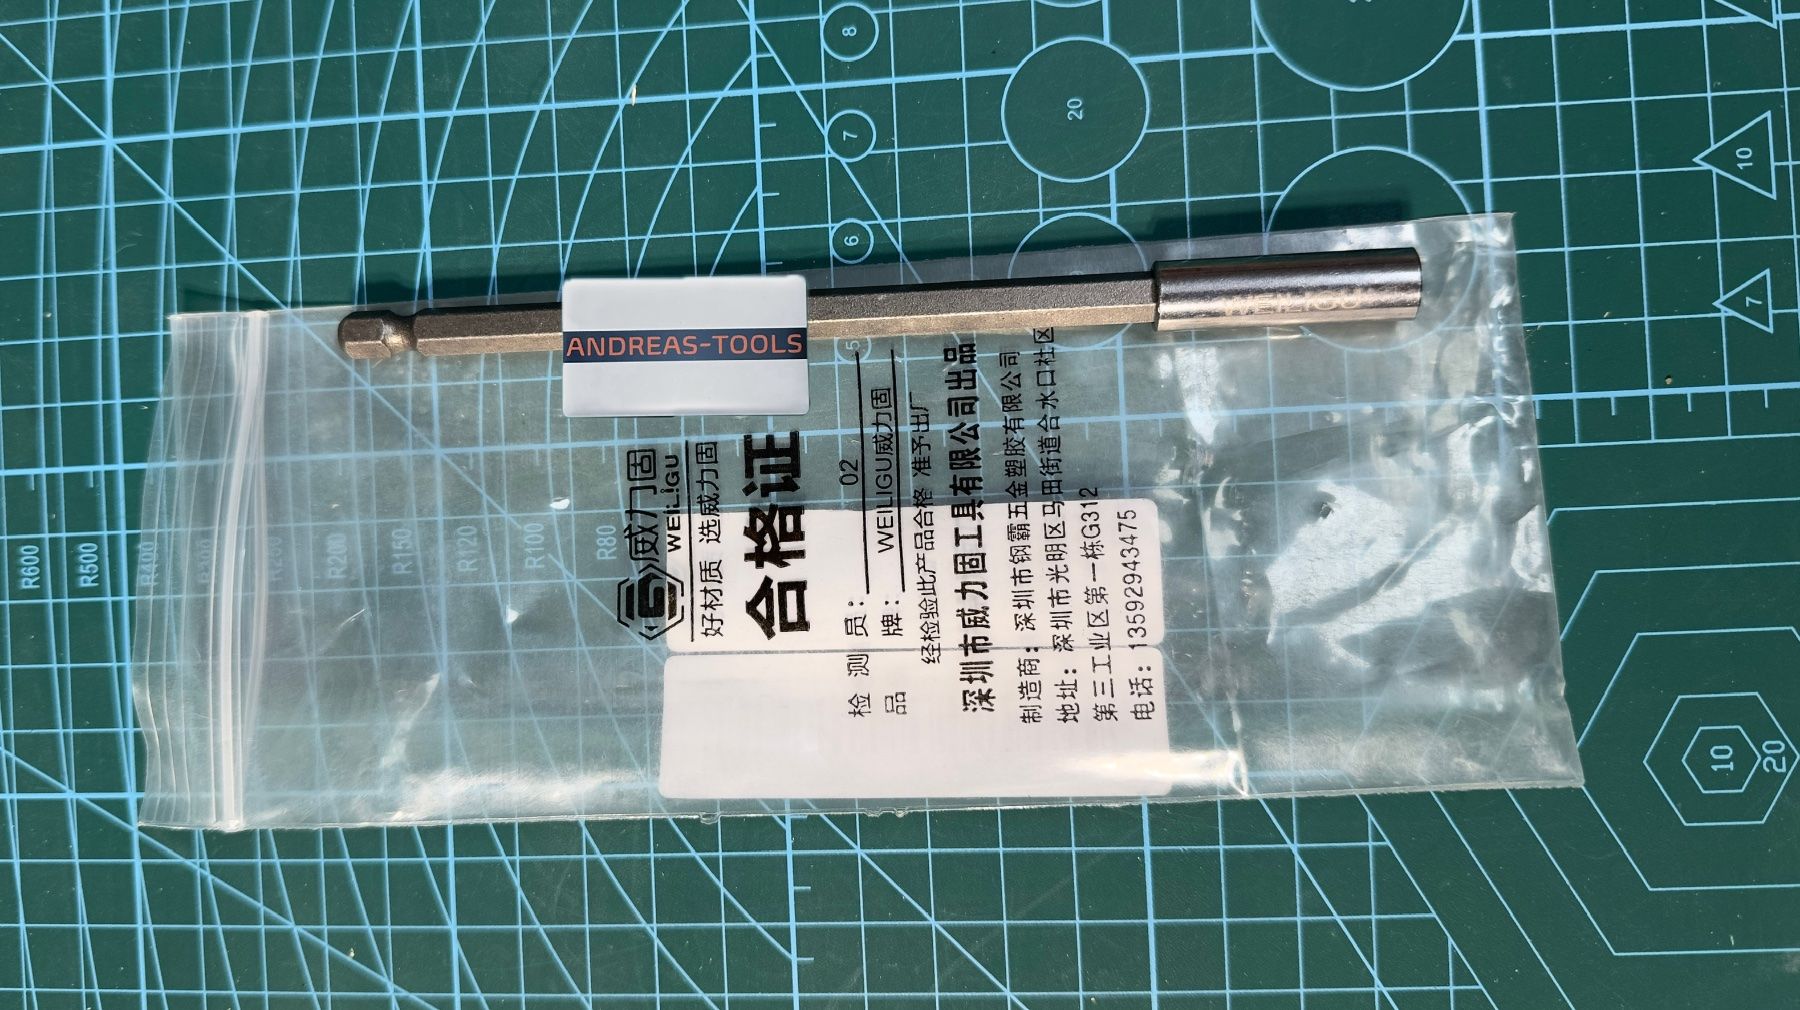 ANDREAS-TOOLS
WEILIGU
威力固
WEILIGU
好材质 选威力固
合格证
检测员： 02
品牌： WEILIGU威力固
经检验此产品合格 准予出厂
深圳市威力固工具有限公司出品
制造商：深圳市钢霸五金塑胶有限公司
地址：深圳市光明区马田街道合水口社区
第三工业区第一栋G312
电话：13592943475
8
7
6
5
20
10
7
10
20
R600
R500
R400
R300
R200
R150
R120
R100
R80